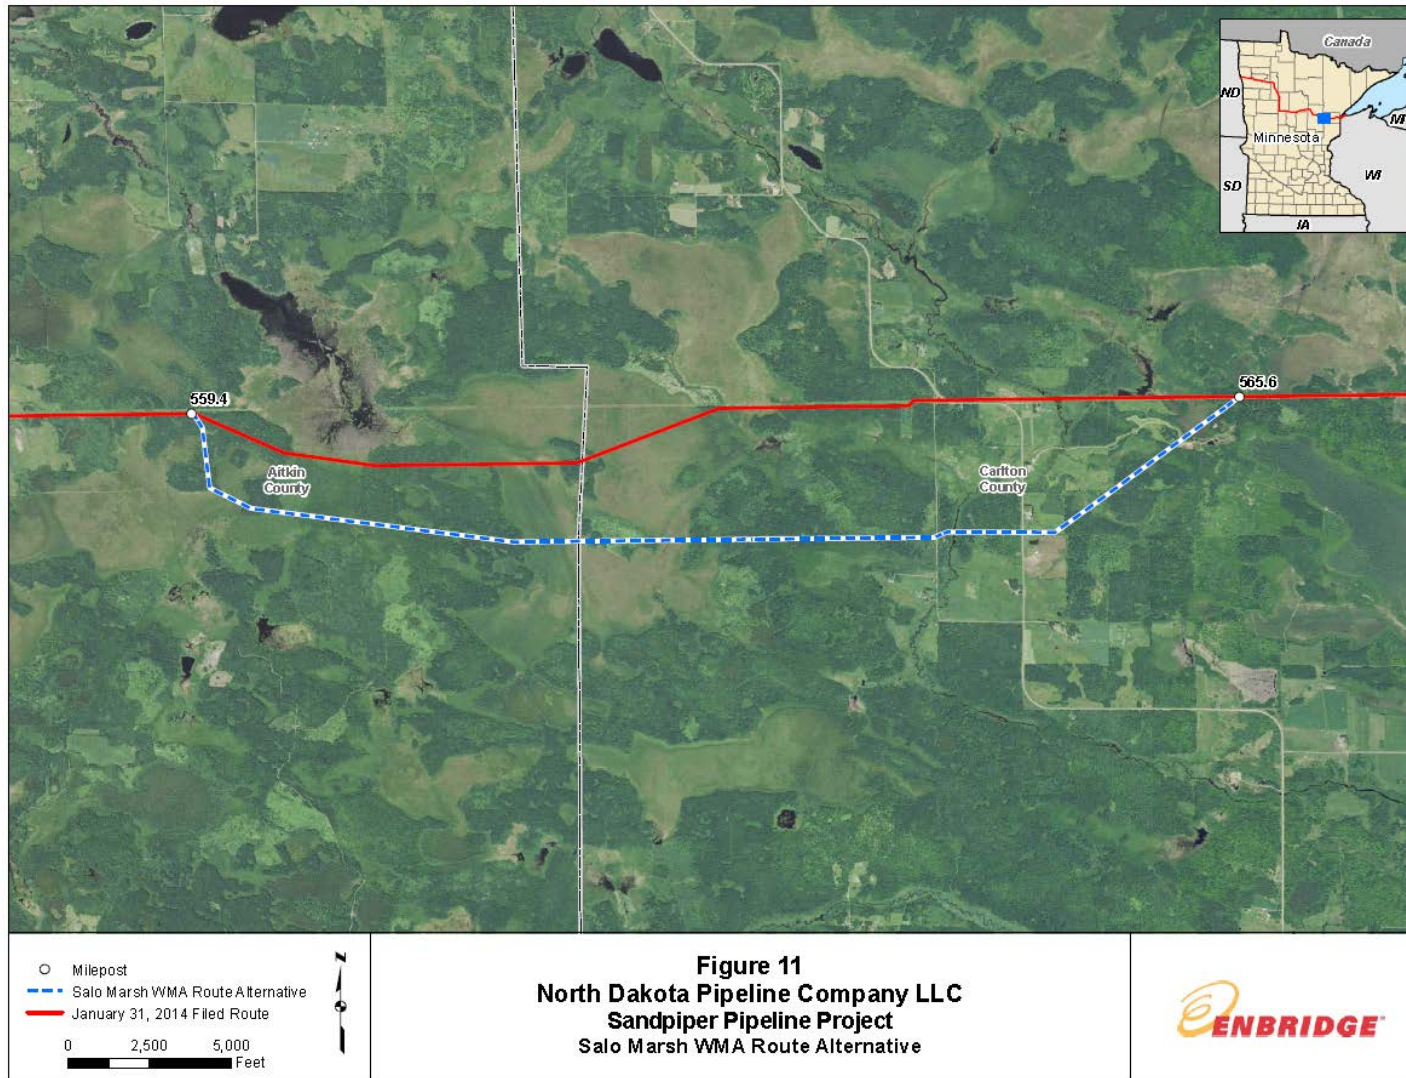 Canada
ND
MI
Minnesota
SD
WI
IA
559.4
565.6
Aitkin
County
Carlton
County
Milepost
Salo Marsh WMA Route Alternative
January 31, 2014 Filed Route
0 2,500 5,000
Feet
N
Figure 11
North Dakota Pipeline Company LLC
Sandpiper Pipeline Project
Salo Marsh WMA Route Alternative
ENBRIDGE